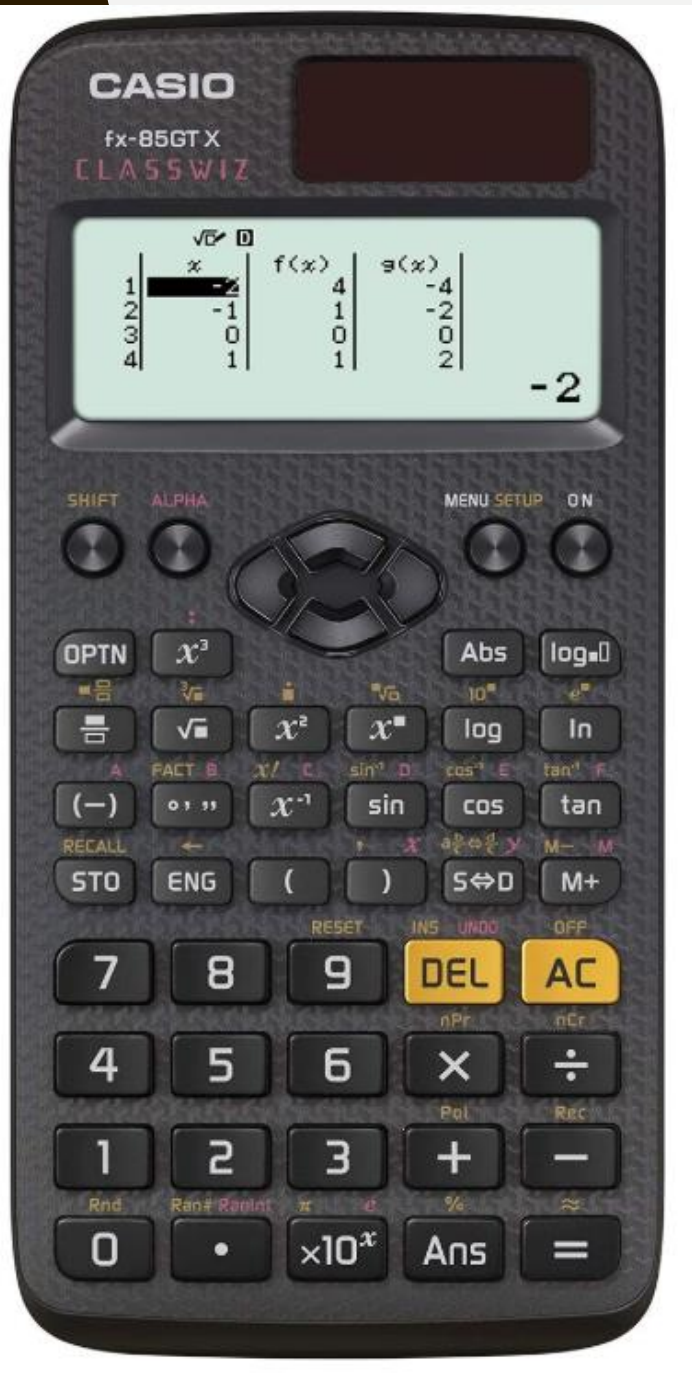 CASIO
fx-85GT X
CLASSWIZ
√□ D
x f(x) g(x)
1 -2 4 -4
2 -1 1 -2
3 0 0 0
4 1 1 2
-2
SHIFT ALPHA MENU SETUP ON
:
OPTN x³ Abs log■□
■√□ 10■ e■
√■ x² x■ log ln
A FACT B x! C sin⁻¹ D cos⁻¹ E tan⁻¹ F
(−) °’ ” x⁻¹ sin cos tan
RECALL ← , x a b/c⇔d/c y M− M
STO ENG ( ) S⇔D M+
RESET INS UNDO OFF
7 8 9 DEL AC
nPr nCr
4 5 6 × ÷
Pol Rec
1 2 3 + −
Rnd Ran# RanInt π e % ≈
0 • ×10ˣ Ans =